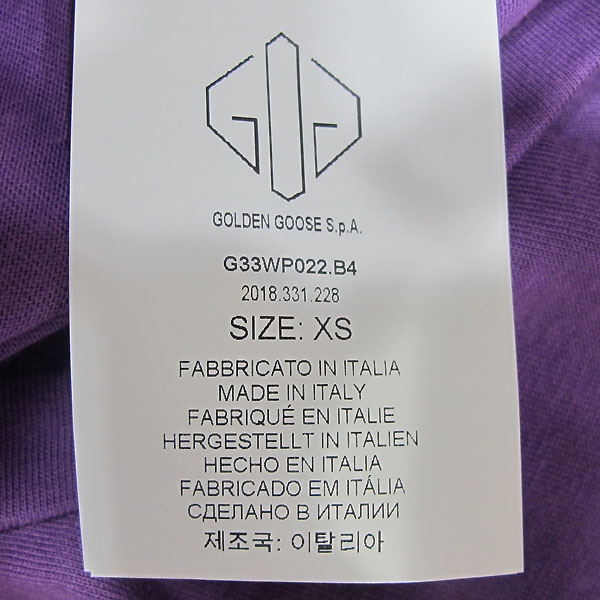 GOLDEN GOOSE S.p.A.
G33WP022.B4
2018.331.228
SIZE: XS
FABBRICATO IN ITALIA
MADE IN ITALY
FABRIQUÉ EN ITALIE
HERGESTELLT IN ITALIEN
HECHO EN ITALIA
FABRICADO EM ITÁLIA
СДЕЛАНО В ИТАЛИИ
제조국: 이탈리아